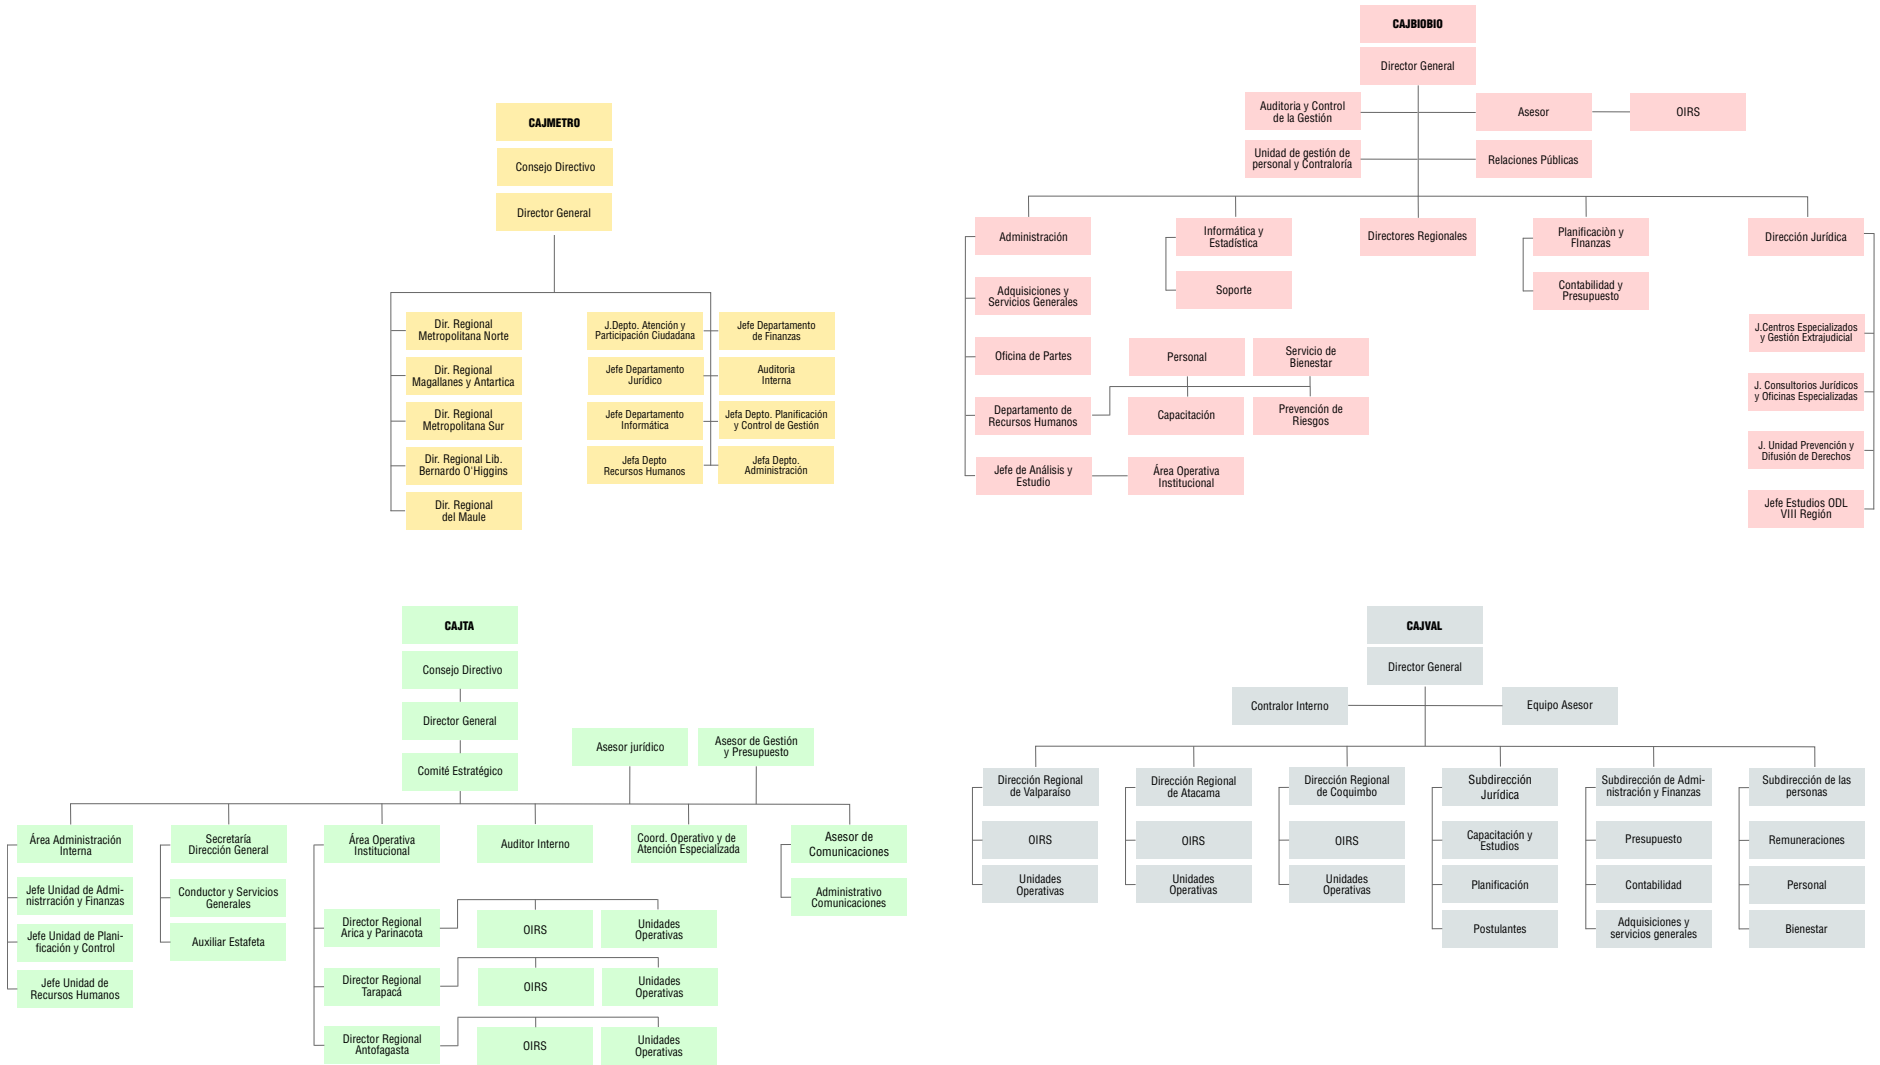 CAJMETRO
Consejo Directivo
Director General
Dir. Regional
Metropolitana Norte
Dir. Regional
Magallanes y Antartica
Dir. Regional
Metropolitana Sur
Dir. Regional Lib.
Bernardo O'Higgins
Dir. Regional
del Maule
J.Depto. Atención y
Participación Ciudadana
Jefe Departamento
de Finanzas
Jefe Departamento
Jurídico
Auditoria
Interna
Jefe Departamento
Informática
Jefa Depto. Planificación
y Control de Gestión
Jefa Depto
Recursos Humanos
Jefa Depto.
Administración
CAJBIOBIO
Director General
Auditoria y Control
de la Gestión
Asesor
OIRS
Unidad de gestión de
personal y Contraloría
Relaciones Públicas
Administración
Informática y
Estadística
Directores Regionales
Planificaciòn y
FInanzas
Dirección Jurídica
Adquisiciones y
Servicios Generales
Soporte
Contabilidad y
Presupuesto
Oficina de Partes
Personal
Servicio de
Bienestar
Departamento de
Recursos Humanos
Capacitación
Prevención de
Riesgos
Jefe de Análisis y
Estudio
Área Operativa
Institucional
J.Centros Especializados
y Gestión Extrajudicial
J. Consultorios Jurídicos
y Oficinas Especializadas
J. Unidad Prevención y
Difusión de Derechos
Jefe Estudios ODL
VIII Región
CAJTA
Consejo Directivo
Director General
Comité Estratégico
Asesor jurídico
Asesor de Gestión
y Presupuesto
Área Administración
Interna
Secretaría
Dirección General
Área Operativa
Institucional
Auditor Interno
Coord. Operativo y de
Atención Especializada
Asesor de
Comunicaciones
Jefe Unidad de Admi-
nistrración y Finanzas
Jefe Unidad de Plani-
ficación y Control
Jefe Unidad de
Recursos Humanos
Conductor y Servicios
Generales
Auxiliar Estafeta
Administrativo
Comunicaciones
Director Regional
Arica y Parinacota
OIRS
Unidades
Operativas
Director Regional
Tarapacá
OIRS
Unidades
Operativas
Director Regional
Antofagasta
OIRS
Unidades
Operativas
CAJVAL
Director General
Contralor Interno
Equipo Asesor
Dirección Regional
de Valparaíso
Dirección Regional
de Atacama
Dirección Regional
de Coquimbo
Subdirección
Jurídica
Subdirección de Admi-
nistración y Finanzas
Subdirección de las
personas
OIRS
OIRS
OIRS
Capacitación y
Estudios
Presupuesto
Remuneraciones
Unidades
Operativas
Unidades
Operativas
Unidades
Operativas
Planificación
Contabilidad
Personal
Postulantes
Adquisiciones y
servicios generales
Bienestar